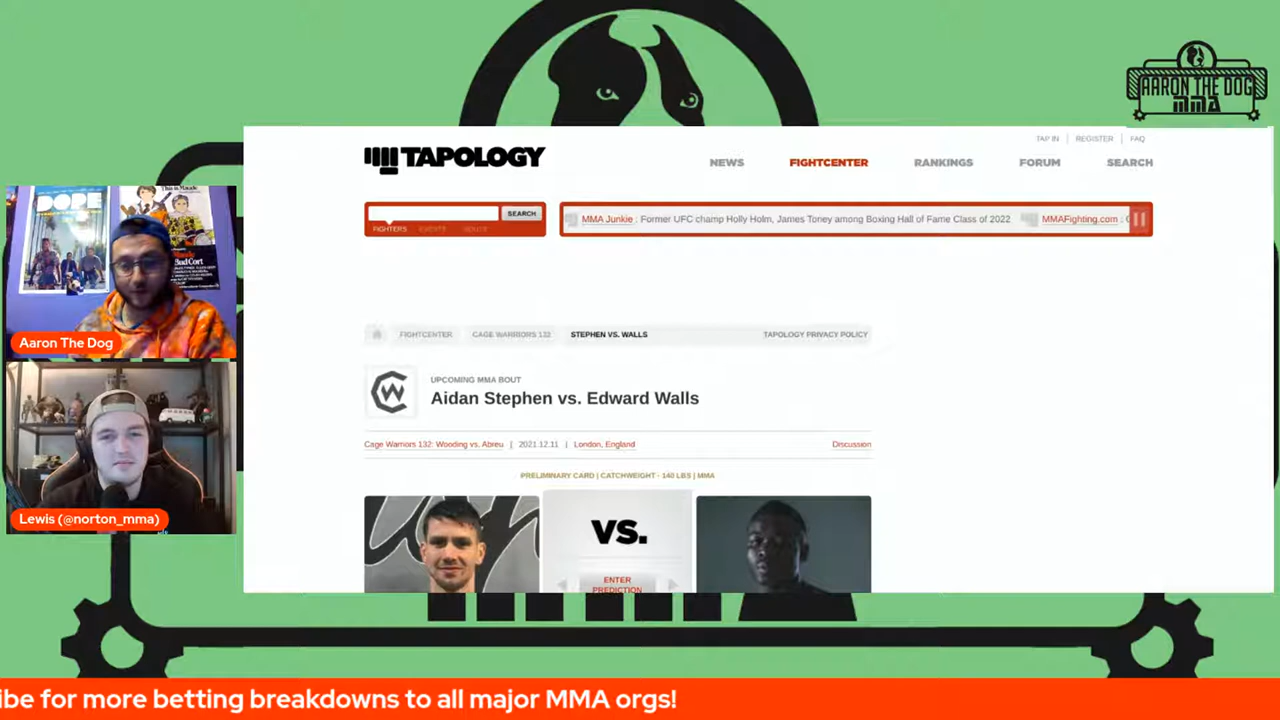 AARON THE DOG
MMA
TAP IN
REGISTER
FAQ
TAPOLOGY
NEWS
FIGHTCENTER
RANKINGS
FORUM
SEARCH
SEARCH
FIGHTERS
EVENTS
MMA Junkie : Former UFC champ Holly Holm, James Toney among Boxing Hall of Fame Class of 2022
MMAFighting.com :
DOPE
This is Maude
Bad Cort
Aaron The Dog
Lewis (@norton_mma)
FIGHTCENTER
CAGE WARRIORS 132
STEPHEN VS. WALLS
TAPOLOGY PRIVACY POLICY
UPCOMING MMA BOUT
Aidan Stephen vs. Edward Walls
Cage Warriors 132: Wooding vs. Abreu | 2021.12.11 | London, England
Discussion
PRELIMINARY CARD | CATCHWEIGHT · 140 LBS | MMA
VS.
ENTER
PREDICTION
ibe for more betting breakdowns to all major MMA orgs!